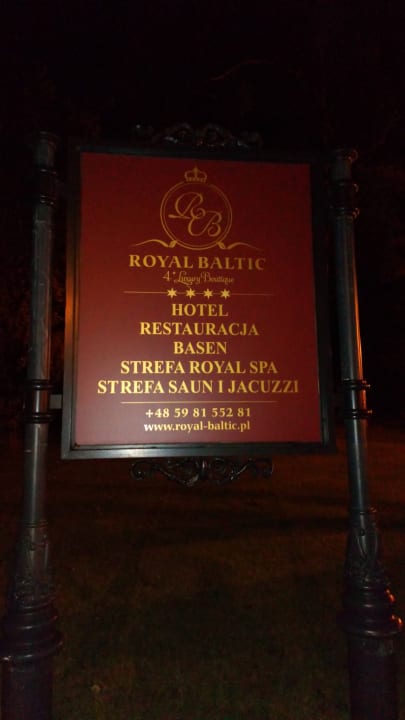 RB
ROYAL BALTIC
4* Luxury Boutique
HOTEL
RESTAURACJA
BASEN
STREFA ROYAL SPA
STREFA SAUN I JACUZZI
+48 59 81 552 81
www.royal-baltic.pl